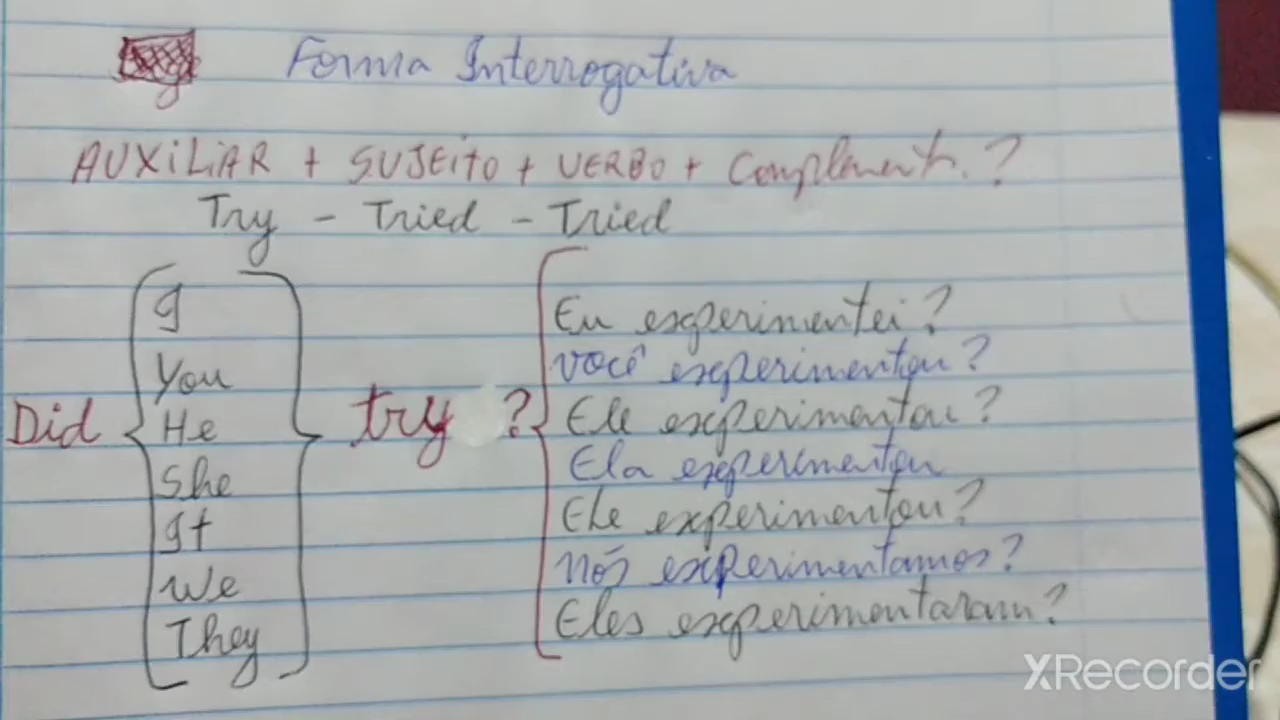 Forma Interrogativa
AUXILIAR + SUJEITO + VERBO + Complement. ?
Try - Tried - Tried
I
You
He
Did
She
It
We
They
try ?
Eu experimentei?
Você experimentou?
Ele experimentou?
Ela experimentou
Ele experimentou?
Nós experimentamos?
Eles experimentaram?
XRecorder